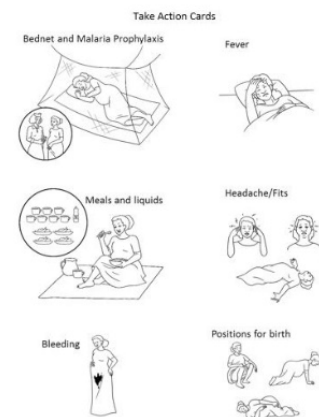 Take Action Cards
Bednet and Malaria Prophylaxis
Fever
Meals and liquids
Headache/Fits
Bleeding
Positions for birth